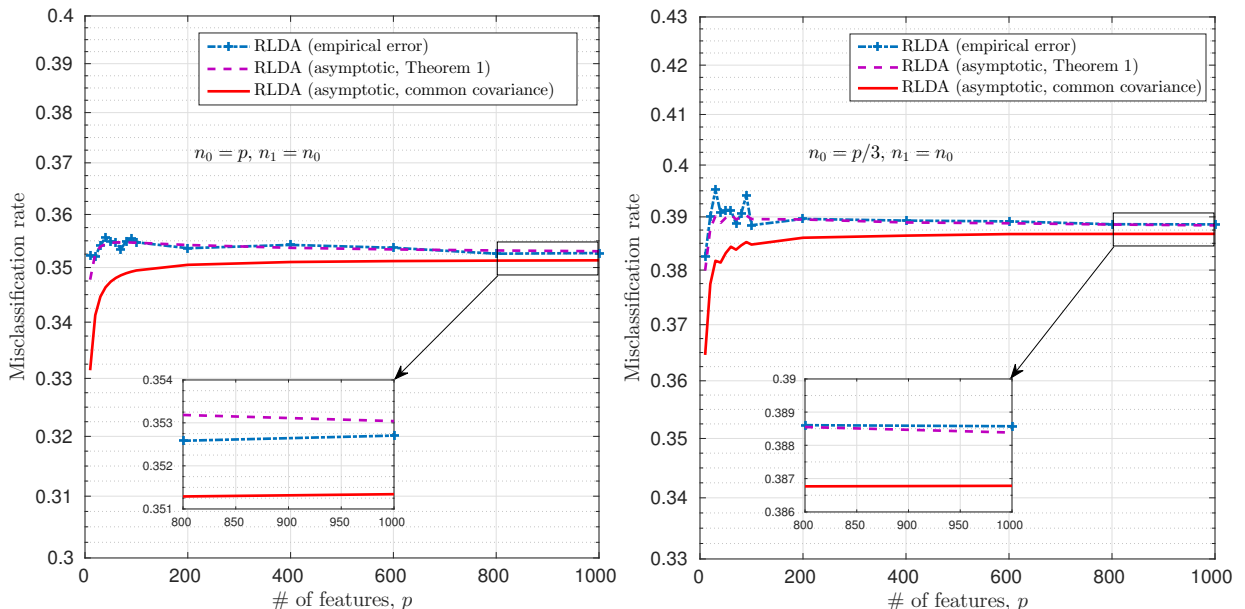 0.4
0.39
0.38
0.37
0.36
0.35
0.34
0.33
0.32
0.31
0.3
Misclassification rate
RLDA (empirical error)
RLDA (asymptotic, Theorem 1)
RLDA (asymptotic, common covariance)
n₀ = p, n₁ = n₀
0.354
0.353
0.352
0.351
800 850 900 950 1000
0 200 400 600 800 1000
# of features, p
0.43
0.42
0.41
0.4
0.39
0.38
0.37
0.36
0.35
0.34
0.33
Misclassification rate
RLDA (empirical error)
RLDA (asymptotic, Theorem 1)
RLDA (asymptotic, common covariance)
n₀ = p/3, n₁ = n₀
0.39
0.389
0.388
0.387
0.386
800 850 900 950 1000
0 200 400 600 800 1000
# of features, p